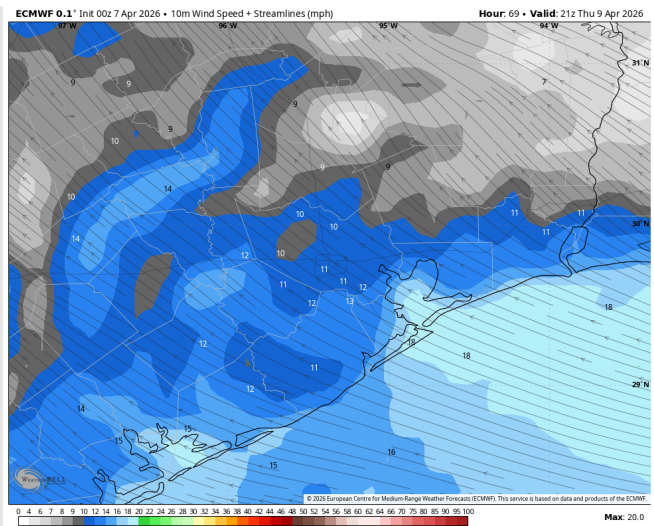 ECMWF 0.1° Init 00z 7 Apr 2026 • 10m Wind Speed + Streamlines (mph)
Hour: 69 • Valid: 21z Thu 9 Apr 2026
97°W 96°W 95°W 94°W
31°N
9 9 7
9 9
10
9 9
14
10
10 11 11
10 30°N
14 11
12 10
11
11 11 12
12 13
18
12 18
18
11
29°N
12
14
15 15
16
15
WeatherBELL
© 2026 European Centre for Medium-Range Weather Forecasts (ECMWF). This service is based on data and products of the ECMWF.
0 4 6 7 8 9 10 12 14 16 18 20 22 24 26 28 30 32 34 36 38 40 42 44 46 48 50 52 54 56 58 60 65 70 75 80 85 90 95 100
Max: 20.0